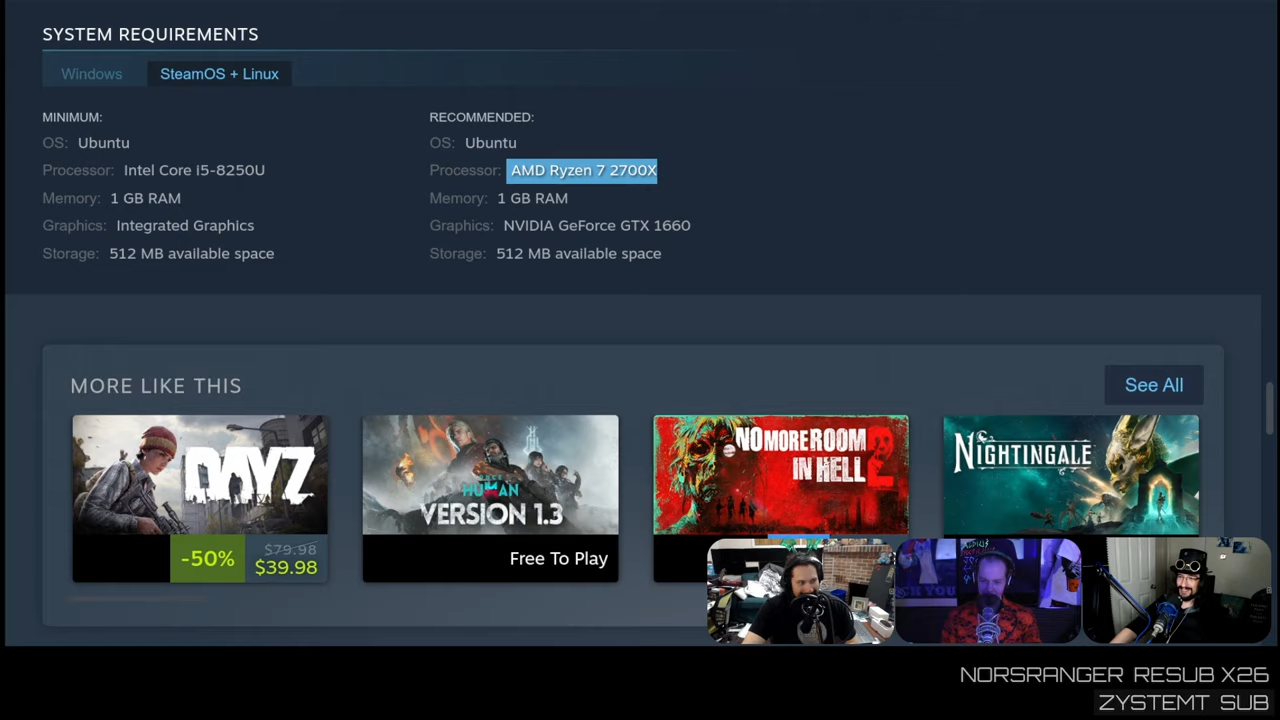 SYSTEM REQUIREMENTS
Windows
SteamOS + Linux
MINIMUM:
OS: Ubuntu
Processor: Intel Core I5-8250U
Memory: 1 GB RAM
Graphics: Integrated Graphics
Storage: 512 MB available space
RECOMMENDED:
OS: Ubuntu
Processor: AMD Ryzen 7 2700X
Memory: 1 GB RAM
Graphics: NVIDIA GeForce GTX 1660
Storage: 512 MB available space
MORE LIKE THIS
See All
DAYZ
-50%
$79.98
$39.98
HUMAN
VERSION 1.3
Free To Play
NO MORE ROOM
IN HELL 2
NIGHTINGALE
NORSRANGER RESUB X26
ZYSTEMT SUB